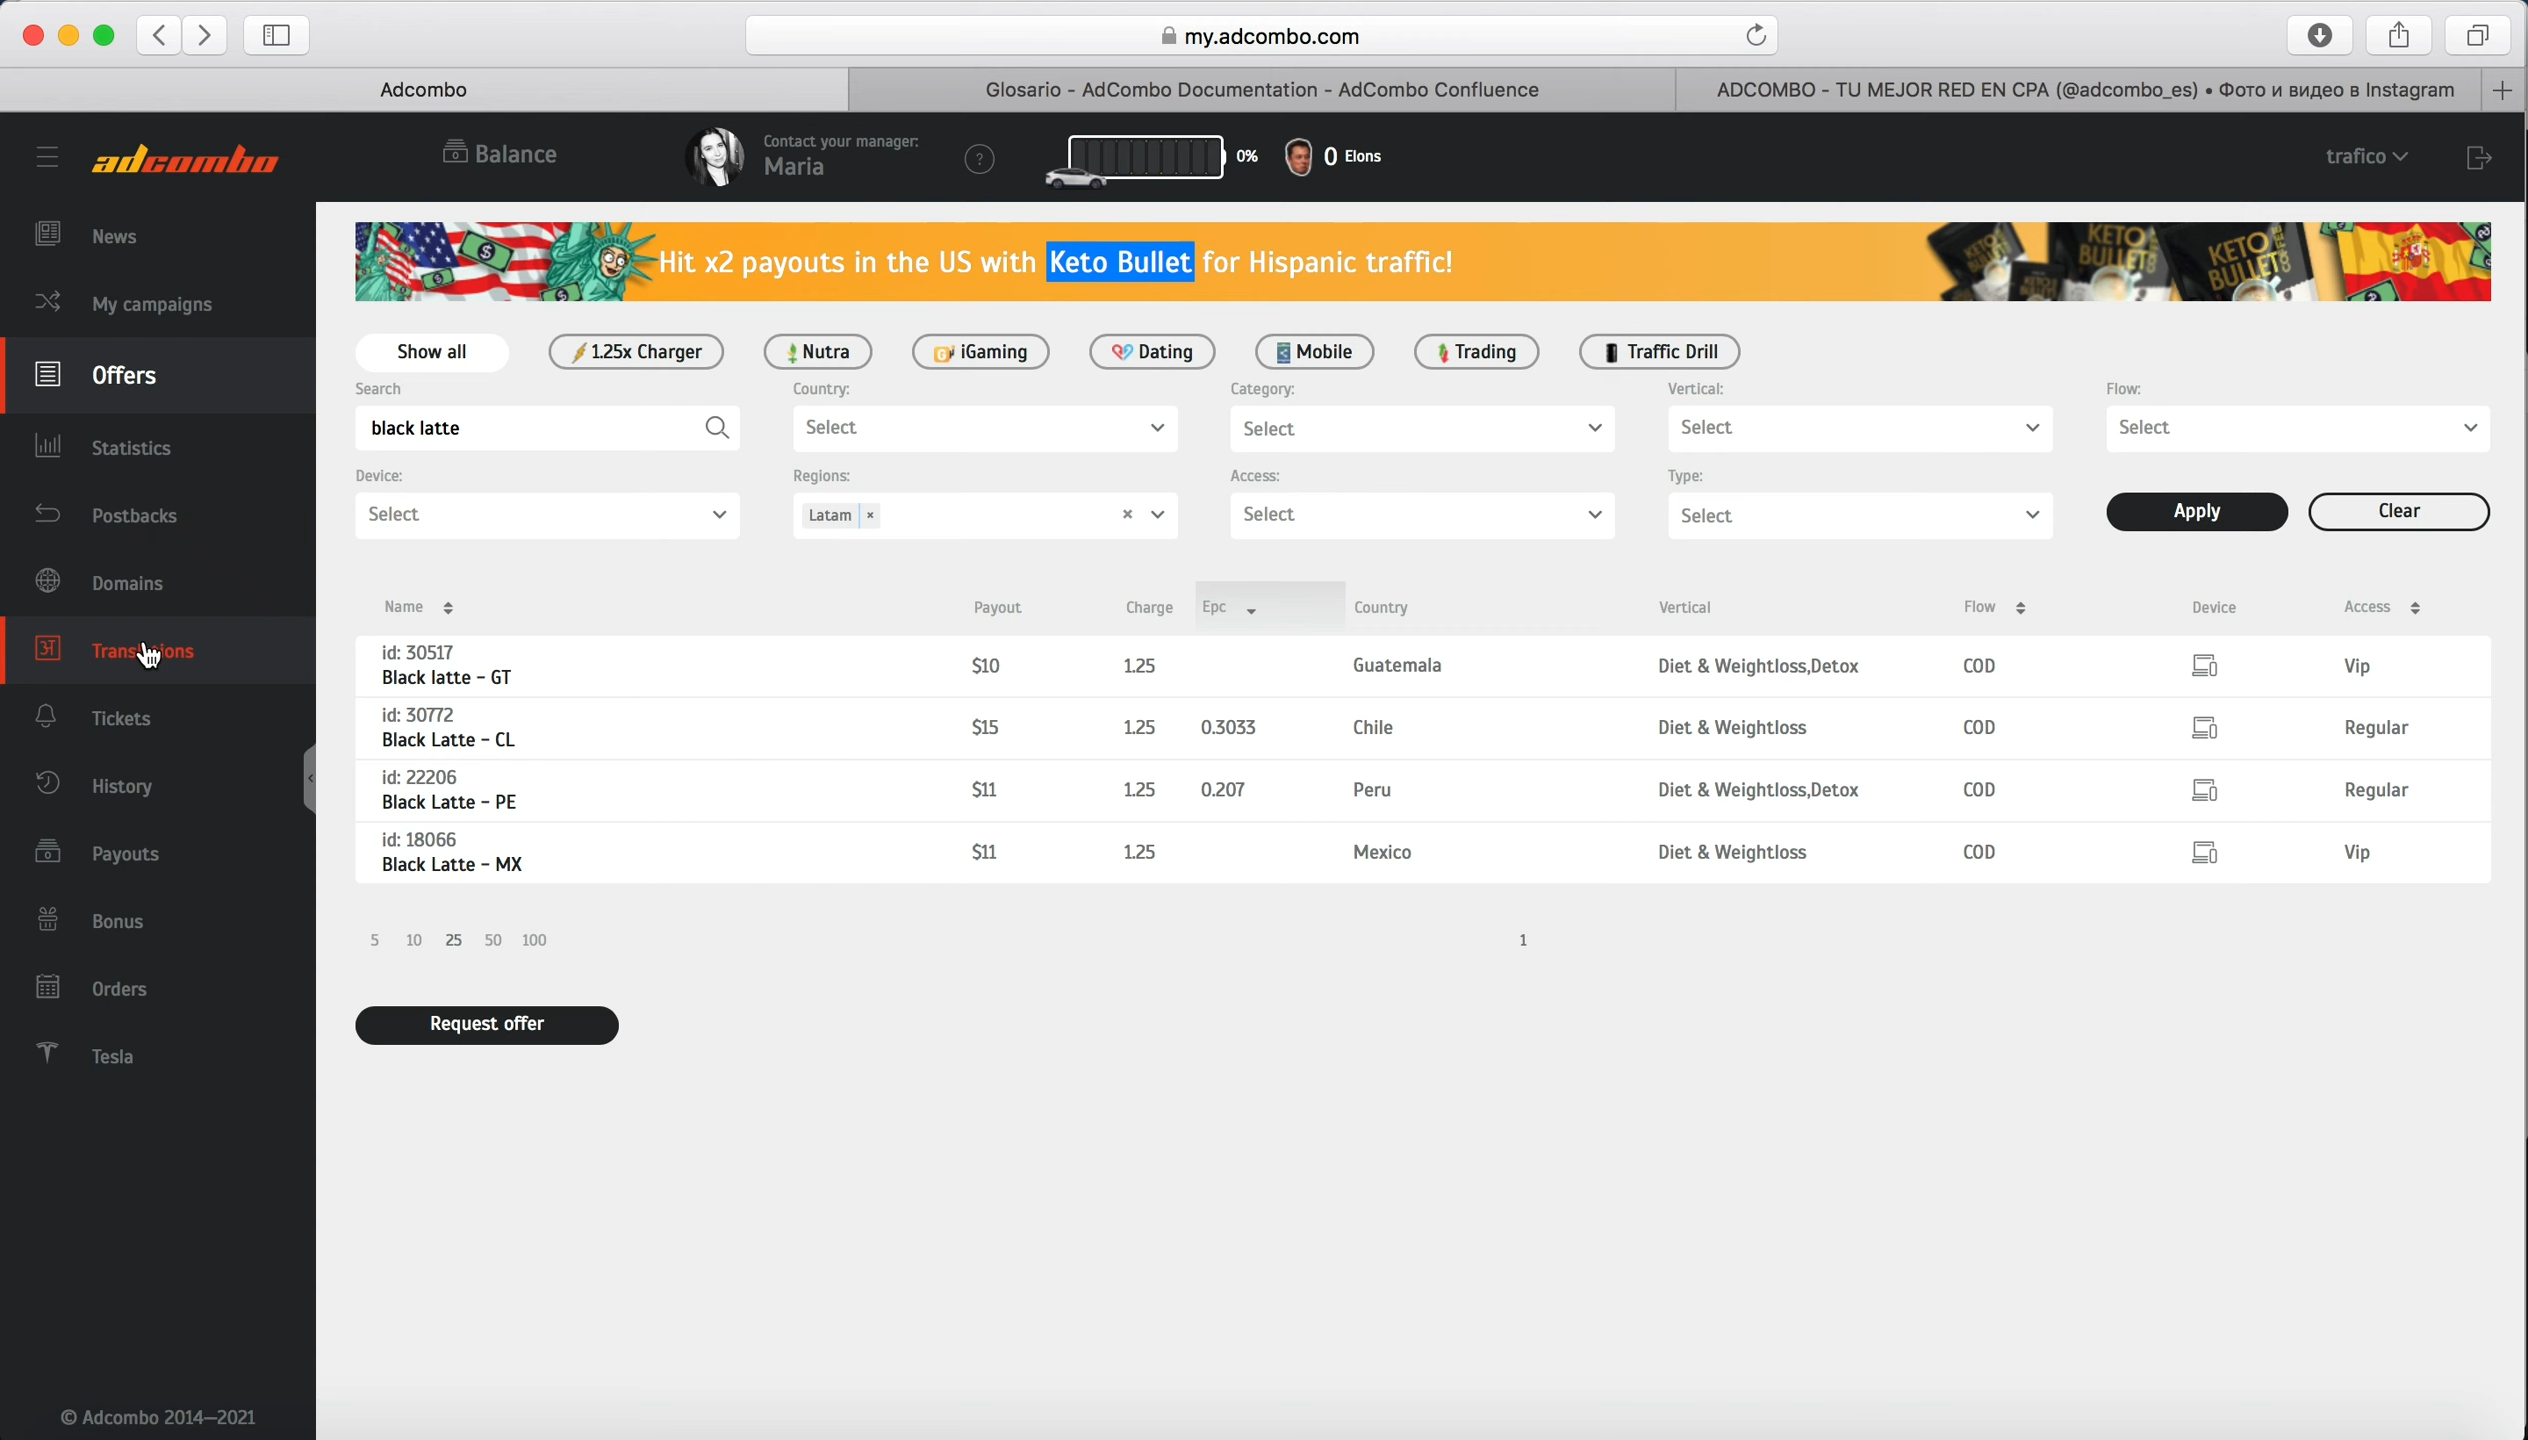 my.adcombo.com
Adcombo
Glosario - AdCombo Documentation - AdCombo Confluence
ADCOMBO - TU MEJOR RED EN CPA (@adcombo_es) • Фото и видео в Instagram
adcombo
Balance
Contact your manager:
Maria
?
0%
0 Elons
trafico
News
My campaigns
Offers
Statistics
Postbacks
Domains
Tickets
History
Payouts
Bonus
Orders
Tesla
© Adcombo 2014—2021
Hit x2 payouts in the US with Keto Bullet for Hispanic traffic!
KETO
BULLET
KETO
BULLET
COFFEE
Show all
1.25x Charger
Nutra
iGaming
Dating
Mobile
Trading
Traffic Drill
Search
Country:
Category:
Vertical:
Flow:
black latte
Select
Select
Select
Select
Device:
Regions:
Access:
Type:
Select
Latam ×
×
Select
Select
Apply
Clear
Name
Payout
Charge
Epc
Country
Vertical
Flow
Device
Access
id: 30517
Black latte - GT
$10
1.25
Guatemala
Diet & Weightloss,Detox
COD
Vip
id: 30772
Black Latte - CL
$15
1.25
0.3033
Chile
Diet & Weightloss
COD
Regular
id: 22206
Black Latte - PE
$11
1.25
0.207
Peru
Diet & Weightloss,Detox
COD
Regular
id: 18066
Black Latte - MX
$11
1.25
Mexico
Diet & Weightloss
COD
Vip
5 10 25 50 100
1
Request offer